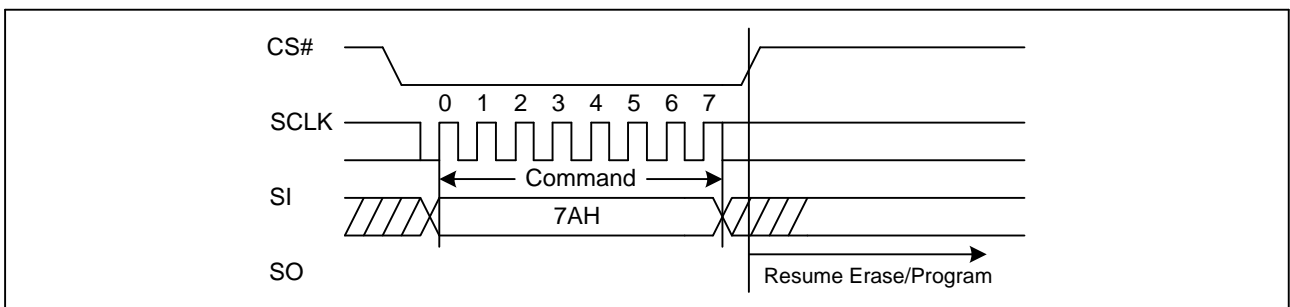 CS#
0 1 2 3 4 5 6 7
SCLK
Command
SI
7AH
SO
Resume Erase/Program